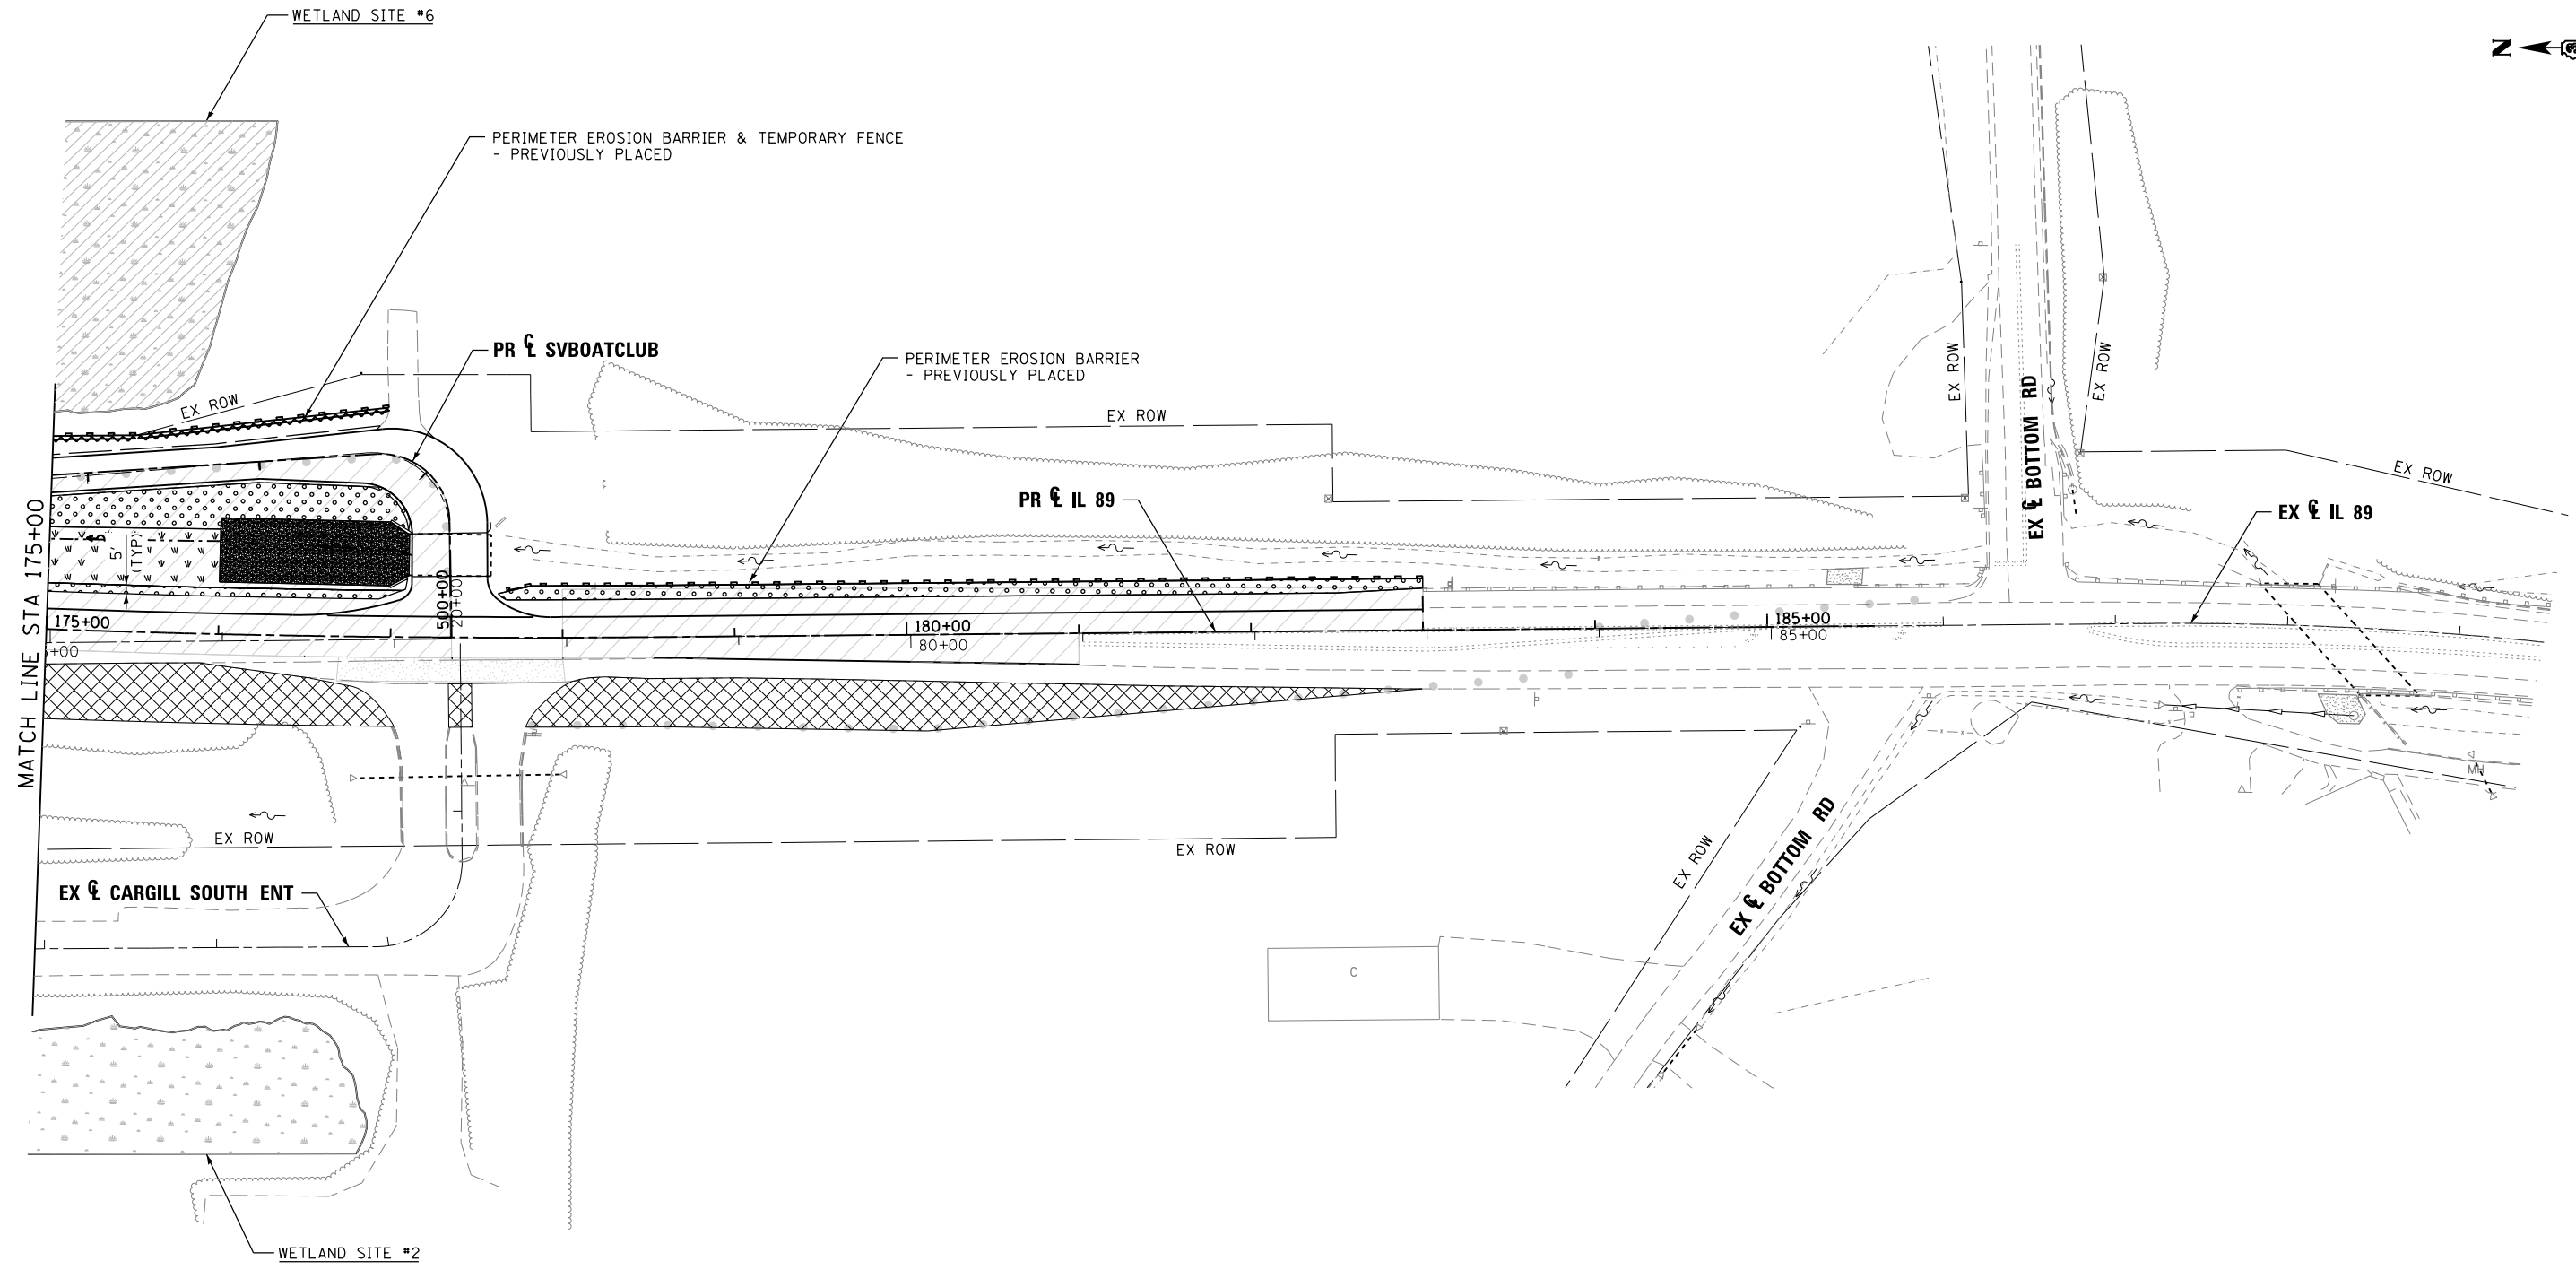 WETLAND SITE #6
N
PERIMETER EROSION BARRIER & TEMPORARY FENCE
- PREVIOUSLY PLACED
PR ℄ SVBOATCLUB
PERIMETER EROSION BARRIER
- PREVIOUSLY PLACED
EX ROW
EX ROW
EX ROW
EX ROW
EX ROW
EX ℄ BOTTOM RD
PR ℄ IL 89
EX ℄ IL 89
MATCH LINE STA 175+00
5'
(TYP)
500+00
20+00
175+00
+00
180+00
80+00
185+00
85+00
MH
EX ROW
EX ROW
EX ROW
EX ℄ BOTTOM RD
EX ℄ CARGILL SOUTH ENT
C
WETLAND SITE #2